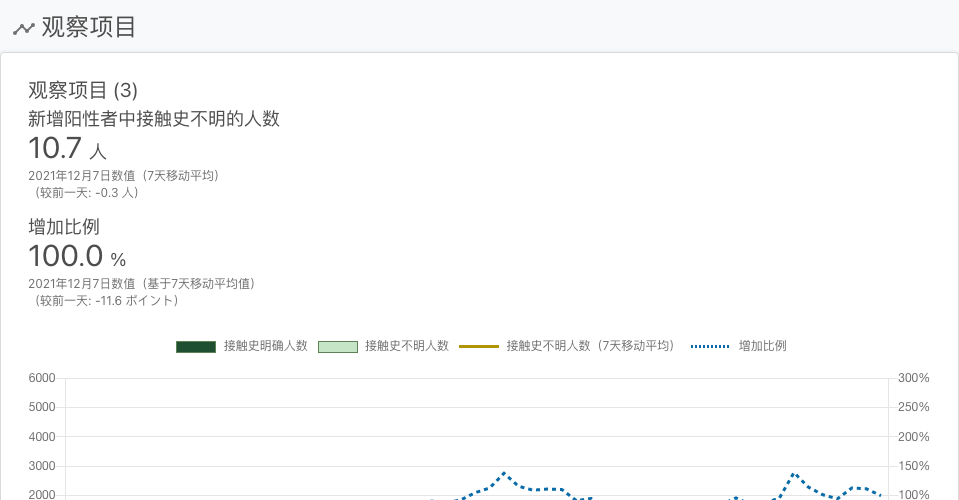 观察项目
观察项目 (3)
新增阳性者中接触史不明的人数
10.7 人
2021年12月7日数值（7天移动平均）
（较前一天: -0.3 人）
增加比例
100.0 %
2021年12月7日数值（基于7天移动平均值）
（较前一天: -11.6 ポイント）
接触史明确人数 接触史不明人数 接触史不明人数（7天移动平均） 增加比例
6000 300%
5000 250%
4000 200%
3000 150%
2000 100%